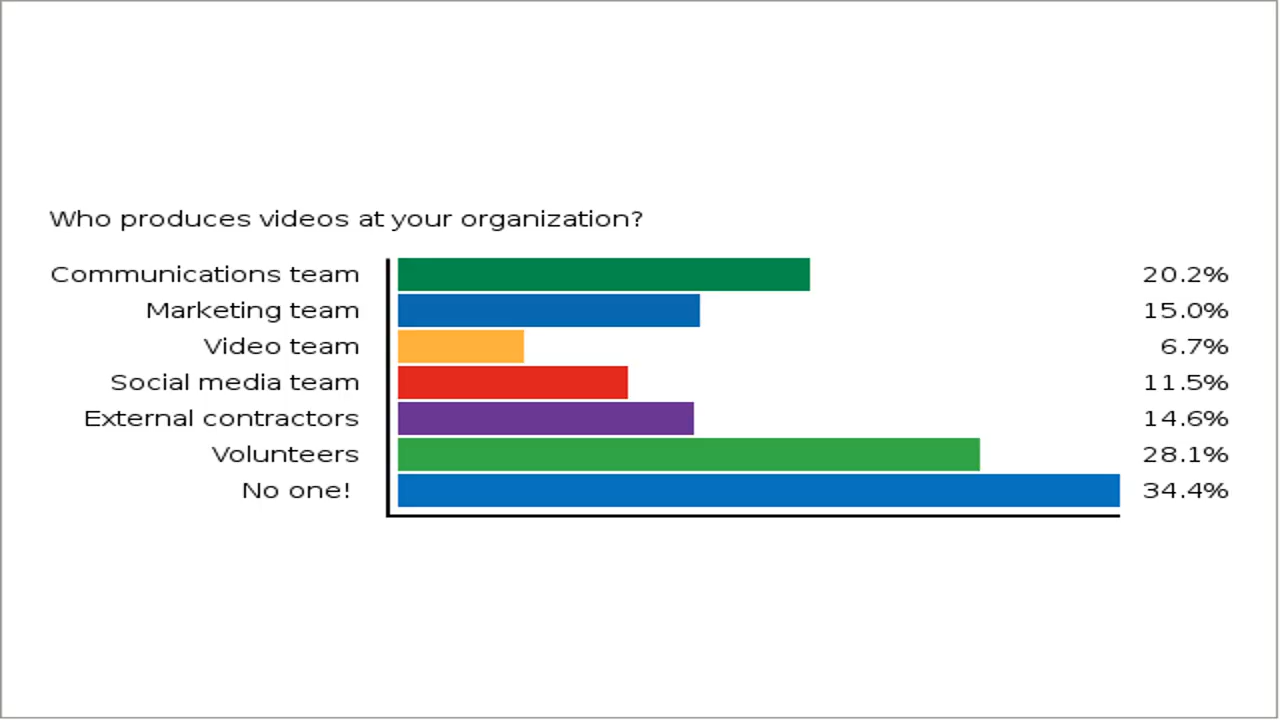 Who produces videos at your organization?
Communications team 20.2%
Marketing team 15.0%
Video team 6.7%
Social media team 11.5%
External contractors 14.6%
Volunteers 28.1%
No one! 34.4%